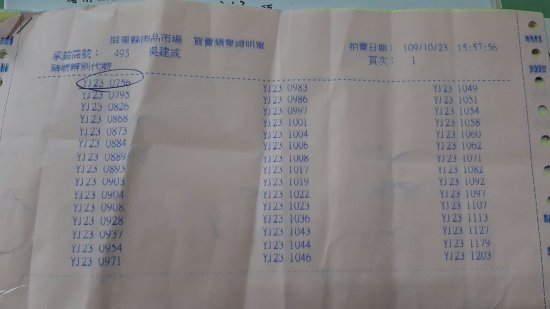 屏東縣肉品市場 買賣豬隻證明單
承銷商號： 495 吳建成
拍賣日期： 109/10/23 15:57:56
頁次： 1
豬隻辨別代號
YJ23 0756 YJ23 0983 YJ23 1049
YJ23 0795 YJ23 0986 YJ23 1051
YJ23 0826 YJ23 0997 YJ23 1054
YJ23 0868 YJ23 1001 YJ23 1058
YJ23 0873 YJ23 1004 YJ23 1060
YJ23 0884 YJ23 1006 YJ23 1062
YJ23 0889 YJ23 1008 YJ23 1071
YJ23 0893 YJ23 1017 YJ23 1082
YJ23 0903 YJ23 1019 YJ23 1092
YJ23 0904 YJ23 1022 YJ23 1097
YJ23 0908 YJ23 1023 YJ23 1107
YJ23 0928 YJ23 1036 YJ23 1113
YJ23 0937 YJ23 1043 YJ23 1127
YJ23 0954 YJ23 1044 YJ23 1179
YJ23 0971 YJ23 1046 YJ23 1203